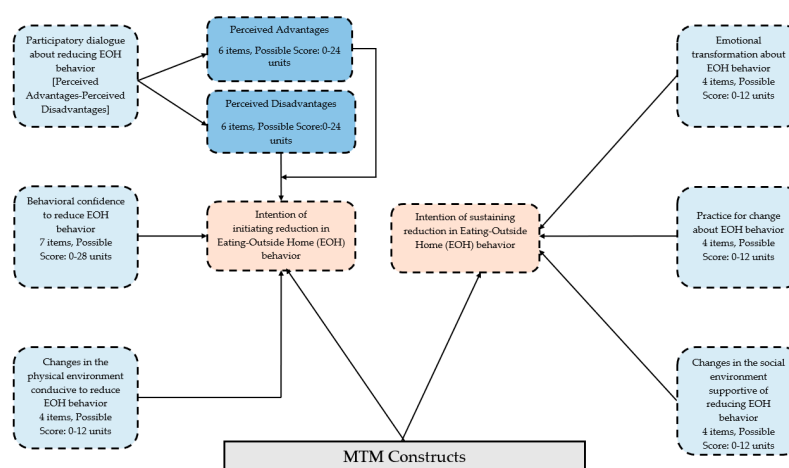 Participatory dialogue
about reducing EOH
behavior
[Perceived
Advantages-Perceived
Disadvantages]
Perceived Advantages
6 items, Possible Score: 0-24
units
Perceived Disadvantages
6 items, Possible Score:0-24
units
Emotional
transformation about
EOH behavior
4 items, Possible
Score: 0-12 units
Behavioral confidence
to reduce EOH
behavior
7 items, Possible
Score: 0-28 units
Intention of
initiating reduction in
Eating-Outside Home (EOH)
behavior
Intention of sustaining
reduction in Eating-Outside
Home (EOH) behavior
Practice for change
about EOH behavior
4 items, Possible
Score: 0-12 units
Changes in the
physical environment
conducive to reduce
EOH behavior
4 items, Possible
Score: 0-12 units
Changes in the social
environment
supportive of
reducing EOH
behavior
4 items, Possible
Score: 0-12 units
MTM Constructs